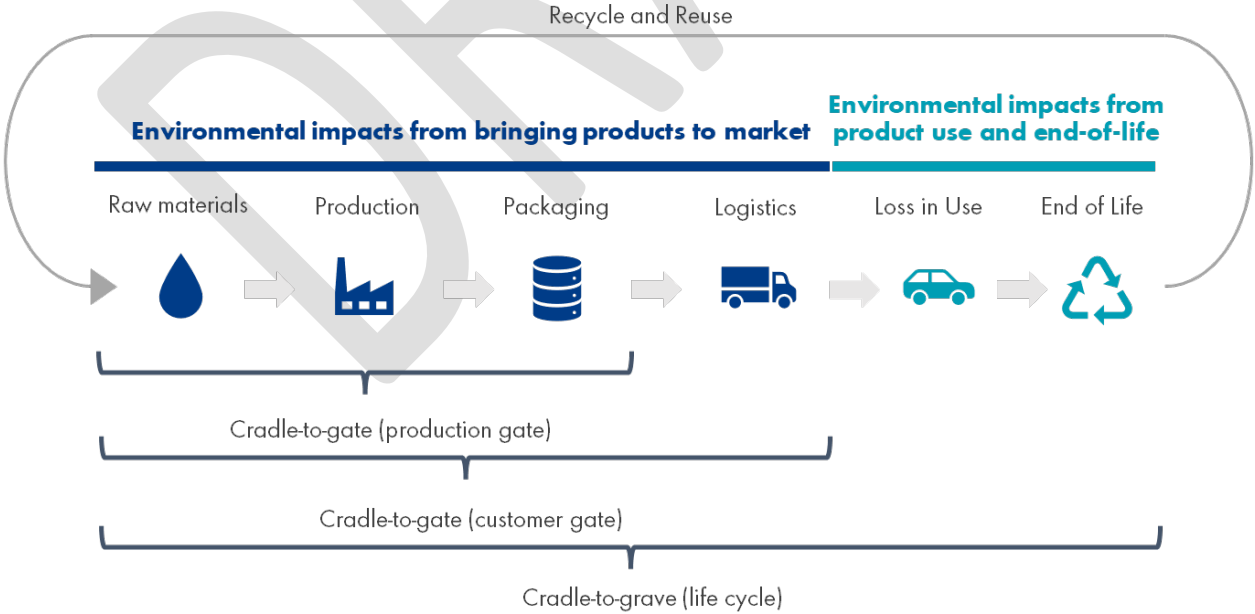 Recycle and Reuse
Environmental impacts from bringing products to market
Environmental impacts from
product use and end-of-life
Raw materials
Production
Packaging
Logistics
Loss in Use
End of Life
Cradle-to-gate (production gate)
Cradle-to-gate (customer gate)
Cradle-to-grave (life cycle)